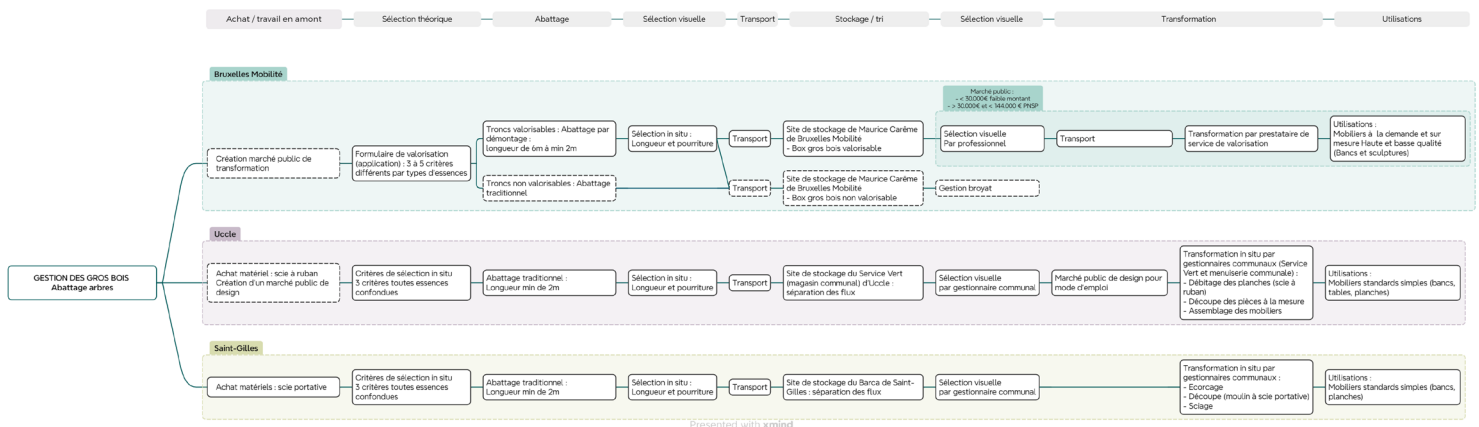 Achat / travail en amont
Sélection théorique
Abattage
Sélection visuelle
Transport
Stockage / tri
Sélection visuelle
Transformation
Utilisations
Bruxelles Mobilité
Marché public :
- < 30.000€ faible montant
- > 30.000€ et < 144.000 € PNSP
Création marché public de
transformation
Formulaire de valorisation
(application) : 3 à 5 critères
différents par types d'essences
Troncs valorisables : Abattage par
démontage :
longueur de 6m à min 2m
Sélection in situ :
Longueur et pourriture
Transport
Site de stockage de Maurice Carême
de Bruxelles Mobilité
- Box gros bois valorisable
Sélection visuelle
Par professionnel
Transport
Transformation par prestataire de
service de valorisation
Utilisations :
Mobiliers à la demande et sur
mesure Haute et basse qualité
(Bancs et sculptures)
Troncs non valorisables : Abattage
traditionnel
Transport
Site de stockage de Maurice Carême
de Bruxelles Mobilité
- Box gros bois non valorisable
Gestion broyat
GESTION DES GROS BOIS
Abattage arbres
Uccle
Achat matériel : scie à ruban
Création d'un marché public de
design
Critères de sélection in situ
3 critères toutes essences
confondues
Abattage traditionnel :
Longueur min de 2m
Sélection in situ :
Longueur et pourriture
Transport
Site de stockage du Service Vert
(magasin communal) d'Uccle :
séparation des flux
Sélection visuelle
par gestionnaire communal
Marché public de design pour
mode d'emploi
Transformation in situ par
gestionnaires communaux (Service
Vert et menuiserie communale) :
- Débitage des planches (scie à
ruban)
- Découpe des pièces à la mesure
- Assemblage des mobiliers
Utilisations :
Mobiliers standards simples (bancs,
tables, planches)
Saint-Gilles
Achat matériels : scie portative
Critères de sélection in situ
3 critères toutes essences
confondues
Abattage traditionnel :
Longueur min de 2m
Sélection in situ :
Longueur et pourriture
Transport
Site de stockage du Barca de Saint-
Gilles : séparation des flux
Sélection visuelle
par gestionnaire communal
Transformation in situ par
gestionnaires communaux :
- Ecorcage
- Découpe (moulin à scie portative)
- Sciage
Utilisations :
Mobiliers standards simples (bancs,
planches)
Presented with xmind